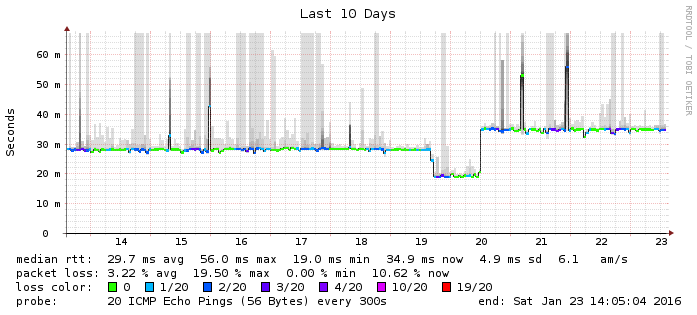 Last 10 Days
RRDTOOL / TOBI OETIKER
Seconds
60 m
50 m
40 m
30 m
20 m
10 m
0
14 15 16 17 18 19 20 21 22 23
median rtt: 29.7 ms avg 56.0 ms max 19.0 ms min 34.9 ms now 4.9 ms sd 6.1 am/s
packet loss: 3.22 % avg 19.50 % max 0.00 % min 10.62 % now
loss color: 0 1/20 2/20 3/20 4/20 10/20 19/20
probe: 20 ICMP Echo Pings (56 Bytes) every 300s end: Sat Jan 23 14:05:04 2016